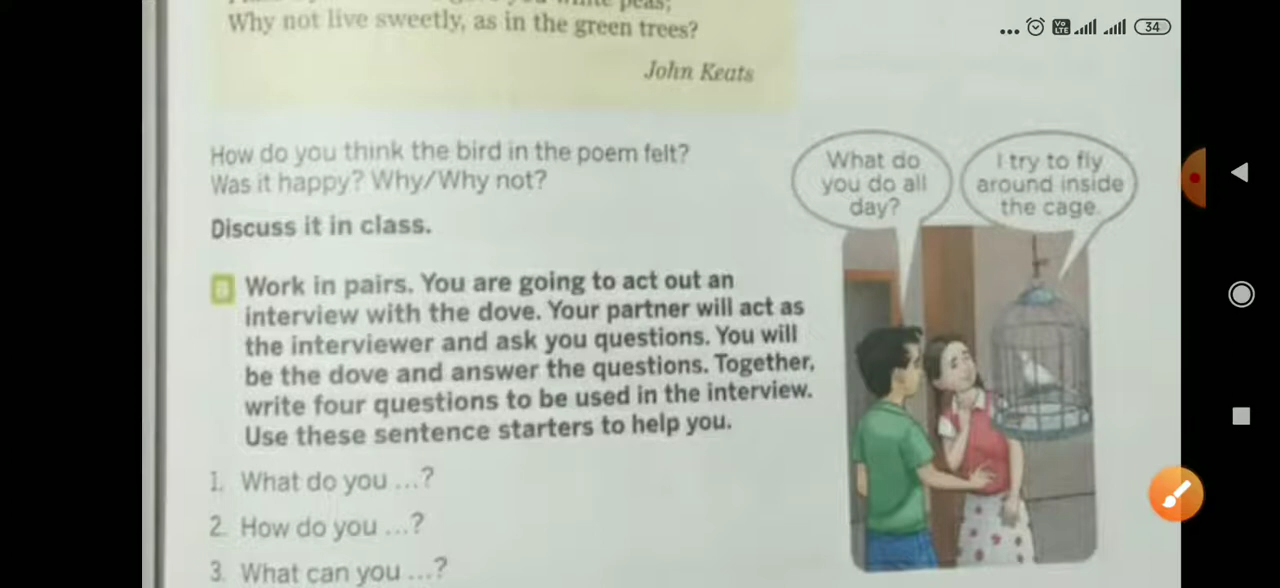 peas;
Why not live sweetly, as in the green trees?
John Keats
How do you think the bird in the poem felt?
Was it happy? Why/Why not?
Discuss it in class.
B Work in pairs. You are going to act out an
interview with the dove. Your partner will act as
the interviewer and ask you questions. You will
be the dove and answer the questions. Together,
write four questions to be used in the interview.
Use these sentence starters to help you.
1. What do you ...?
2. How do you ...?
3. What can you ...?
What do
you do all
day?
I try to fly
around inside
the cage.
Vo
LTE
34